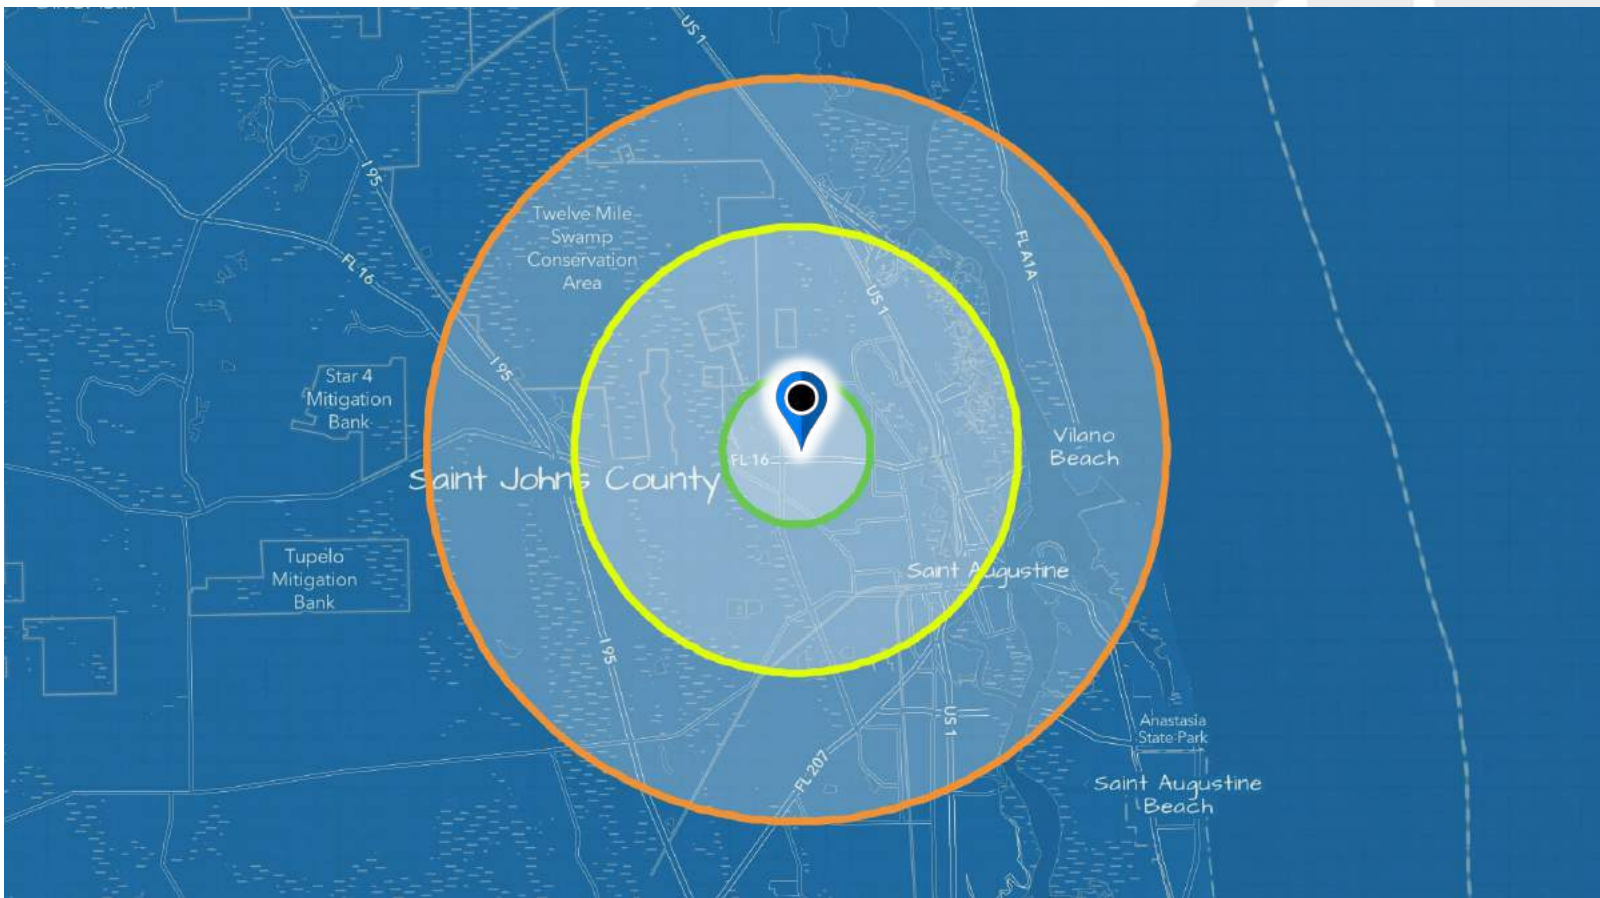 US 1
I 95
Twelve Mile
Swamp
Conservation
Area
FL A1A
FL 16
US 1
I 95
Star 4
Mitigation
Bank
Vilano
Beach
FL 16
Saint Johns County
Tupelo
Mitigation
Bank
Saint Augustine
I 95
US 1
Anastasia
State Park
FL 207
Saint Augustine
Beach